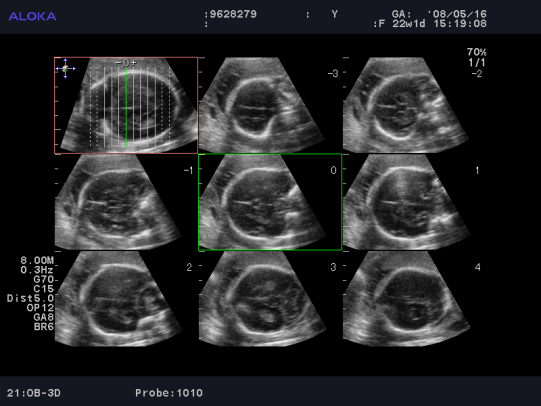 ALOKA
:9628279 : Y GA: '08/05/16
: :F 22w1d 15:19:08
70%
1/1
-0+
-3
-2
-1
0
1
2
3
4
8.00M
0.3Hz
G70
C15
Dist5.0
OP12
GA8
BR6
21:OB-3D Probe:1010